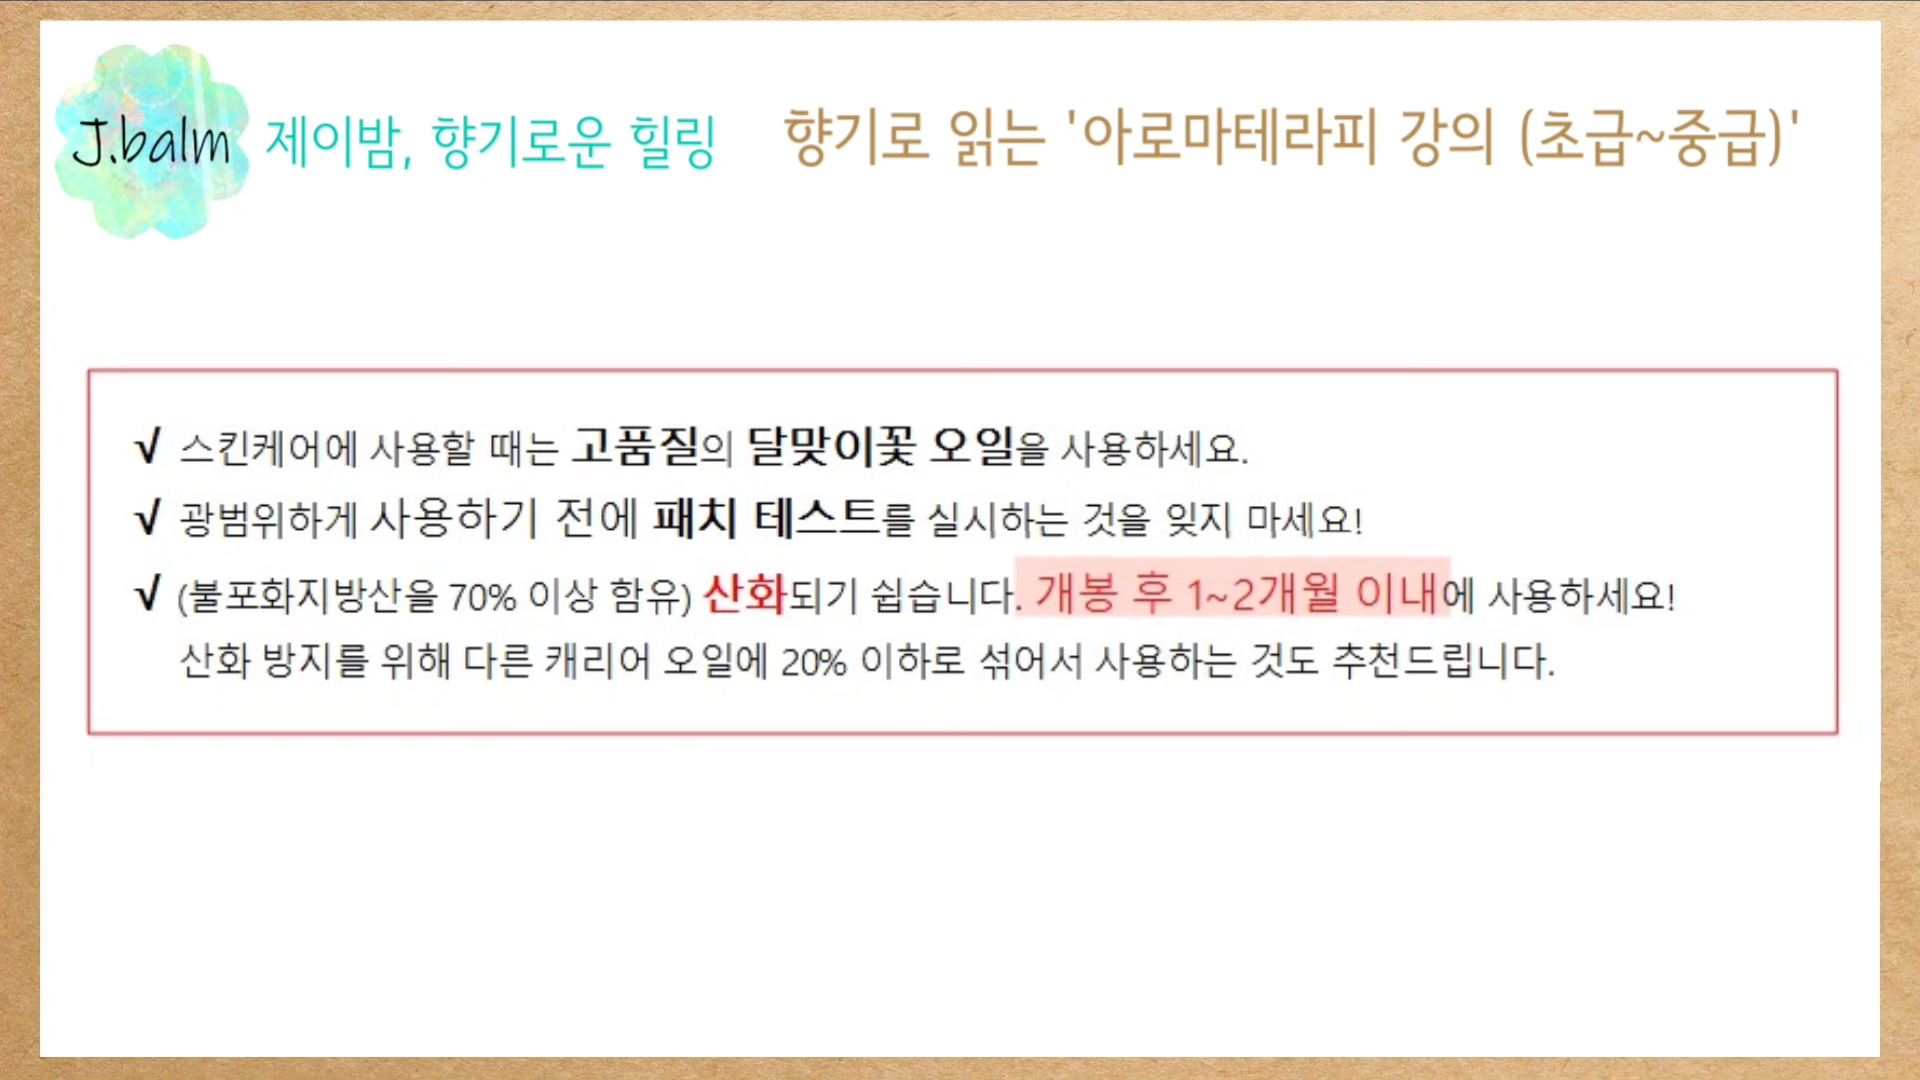 J.balm 제이밤, 향기로운 힐링 향기로 읽는 '아로마테라피 강의 (초급~중급)'
√ 스킨케어에 사용할 때는 고품질의 달맞이꽃 오일을 사용하세요.
√ 광범위하게 사용하기 전에 패치 테스트를 실시하는 것을 잊지 마세요!
√ (불포화지방산을 70% 이상 함유) 산화되기 쉽습니다. 개봉 후 1~2개월 이내에 사용하세요!
산화 방지를 위해 다른 캐리어 오일에 20% 이하로 섞어서 사용하는 것도 추천드립니다.